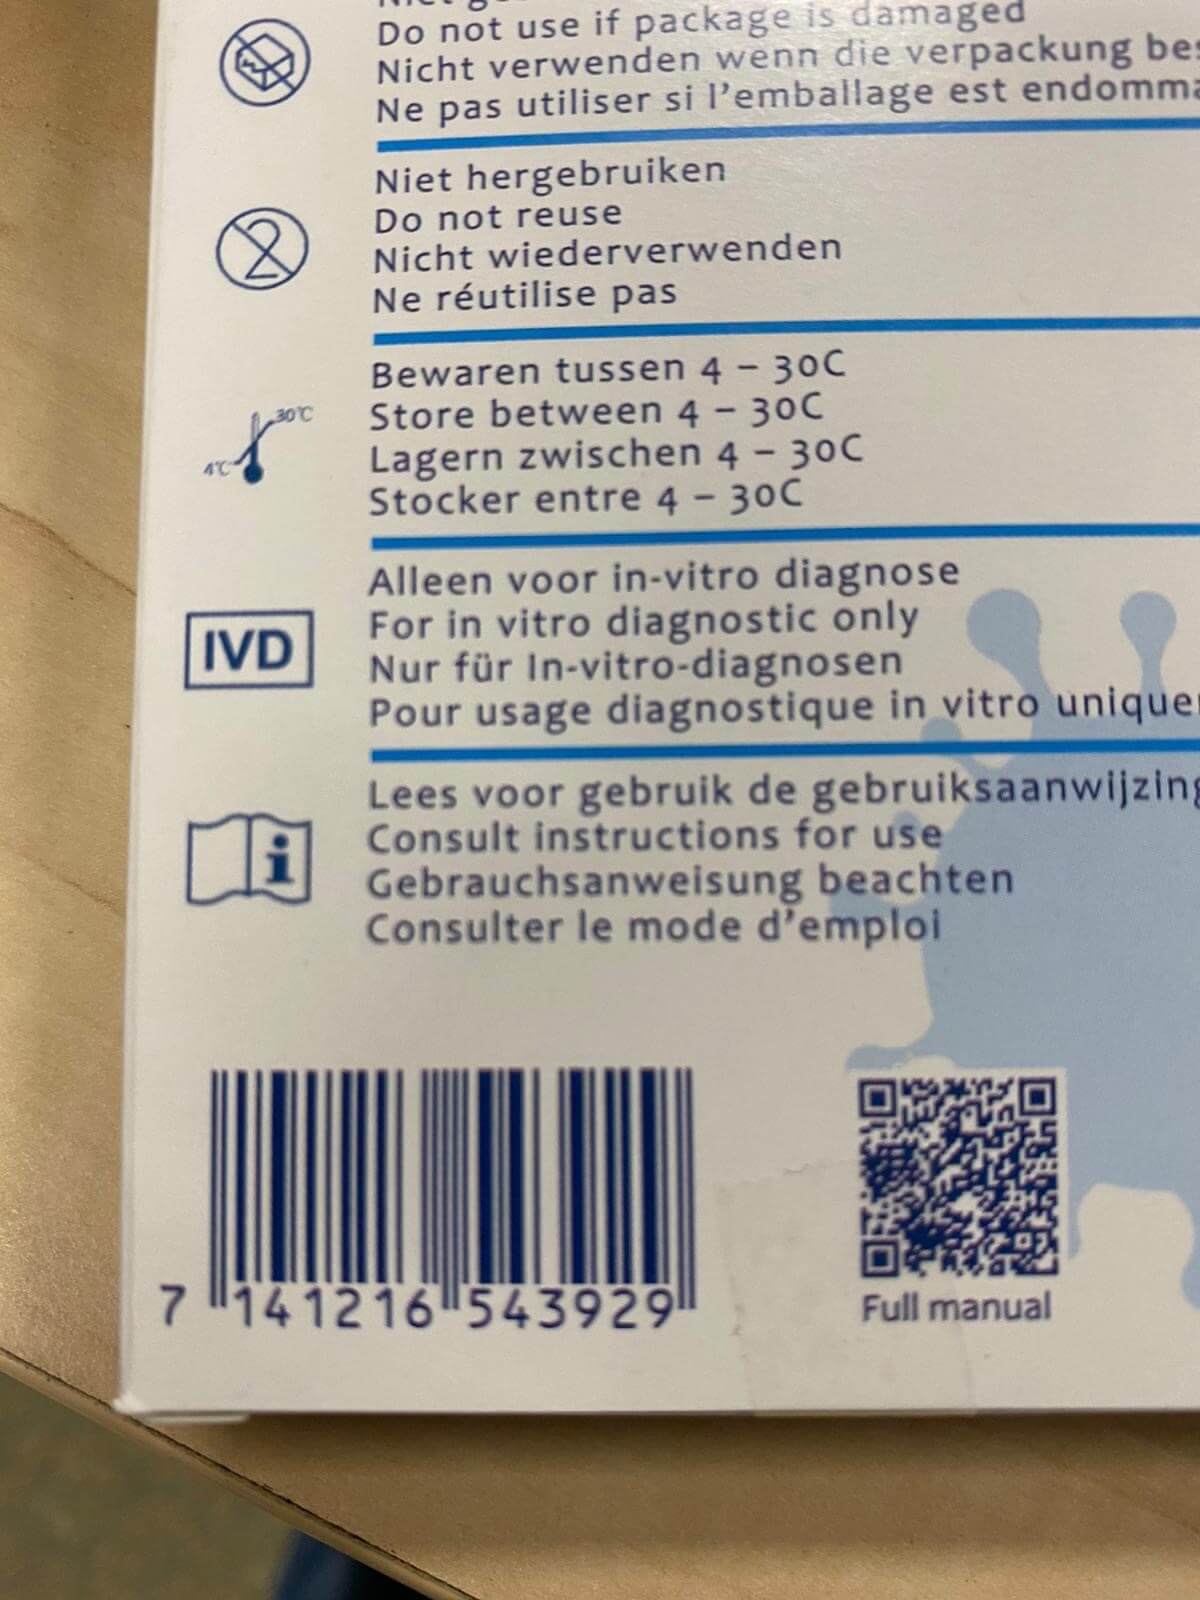 Do not use if package is damaged
Nicht verwenden wenn die verpackung
Ne pas utiliser si l'emballage est
Niet hergebruiken
Do not reuse
Nicht wiederverwenden
Ne réutilise pas
Bewaren tussen 4 – 30C
30°C
Store between 4 – 30C
4°C
Lagern zwischen 4 – 30C
Stocker entre 4 – 30C
Alleen voor in-vitro diagnose
For in vitro diagnostic only
IVD
Nur für In-vitro-diagnosen
Pour usage diagnostique in vitro
Lees voor gebruik de gebruiksaanwijzing
Consult instructions for use
i
Gebrauchsanweisung beachten
Consulter le mode d'emploi
7 141216 543929
Full manual